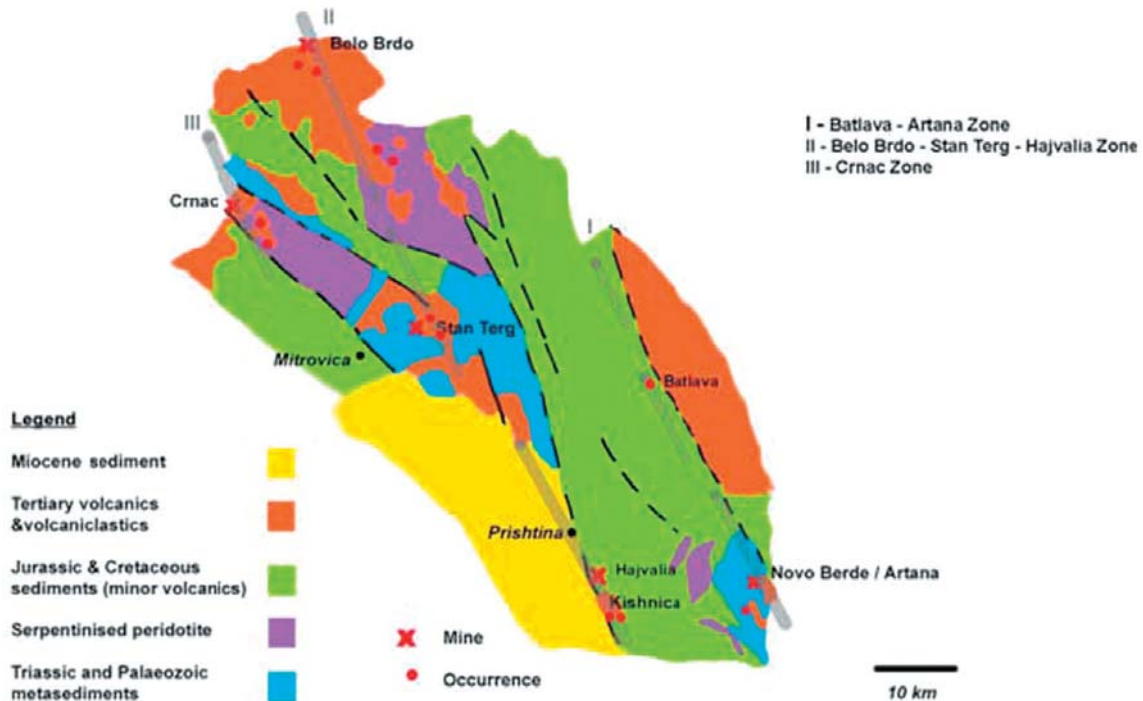 II
Belo Brdo
I - Batlava - Artana Zone
II - Belo Brdo - Stan Terg - Hajvalia Zone
III - Crnac Zone
III
Crnac
I
Stan Terg
Mitrovica
Batlava
Legend
Miocene sediment
Tertiary volcanics
&volcaniclastics
Prishtina
Jurassic & Cretaceous
sediments (minor volcanics)
Hajvalia
Novo Berde / Artana
Kishnica
Serpentinised peridotite
Mine
Triassic and Palaeozoic
metasediments
Occurrence
10 km